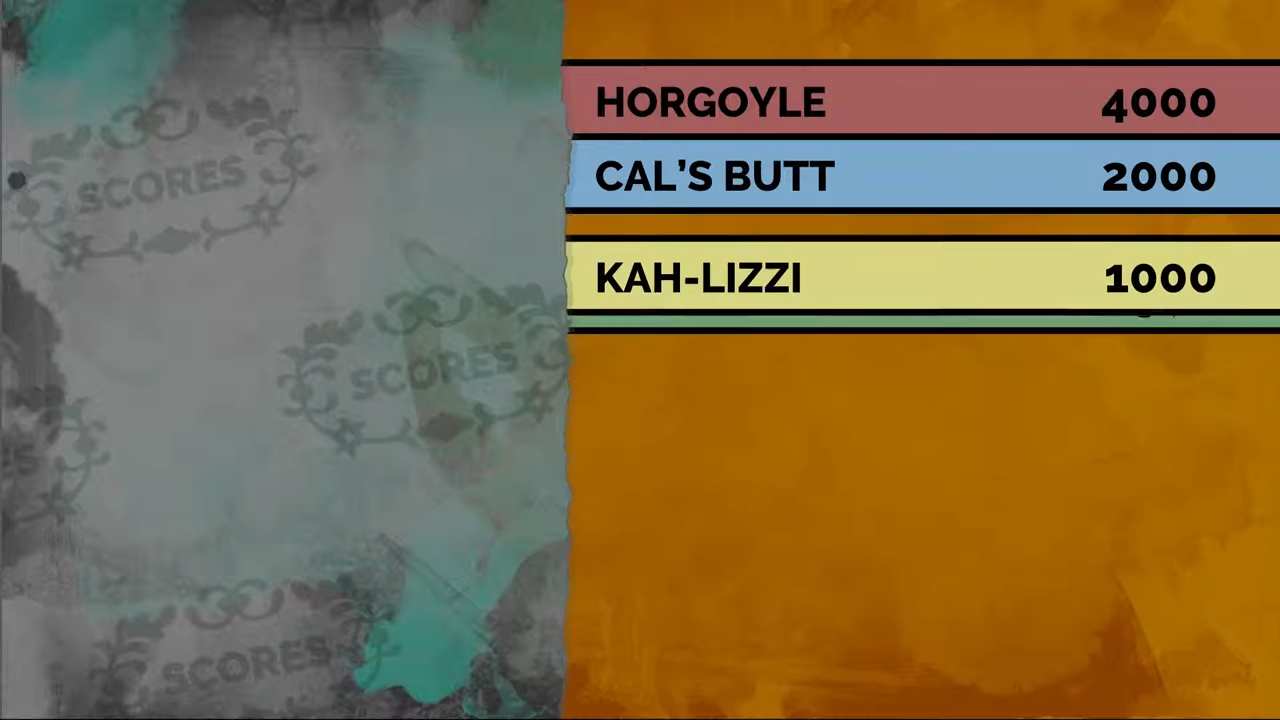 SCORES
SCORES
SCORES
HORGOYLE 4000
CAL'S BUTT 2000
KAH-LIZZI 1000